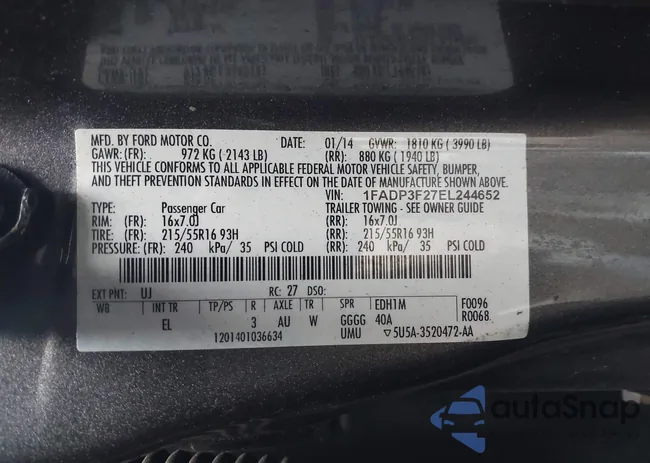 MFD. BY FORD MOTOR CO. DATE: 01/14 GVWR: 1810 KG ( 3990 LB)
GAWR: (FR): 972 KG ( 2143 LB) (RR): 880 KG ( 1940 LB)
THIS VEHICLE CONFORMS TO ALL APPLICABLE FEDERAL MOTOR VEHICLE SAFETY, BUMPER,
AND THEFT PREVENTION STANDARDS IN EFFECT ON THE DATE OF MANUFACTURE SHOWN ABOVE.
VIN: 1FADP3F27EL244652
TYPE: Passenger Car TRAILER TOWING - SEE OWNER GUIDE
RIM: (FR): 16x7.0J (RR): 16x7.0J
TIRE: (FR): 215/55R16 93H (RR): 215/55R16 93H
PRESSURE: (FR): 240 kPa/ 35 PSI COLD (RR): 240 kPa/ 35 PSI COLD
EXT PNT: UJ RC: 27 DSO:
WB INT TR TP/PS R AXLE TR SPR EDH1M F0096
EL 3 AU W GGGG 40A R0068
1201401036634 UMU ▽5U5A-3520472-AA
autoSnap